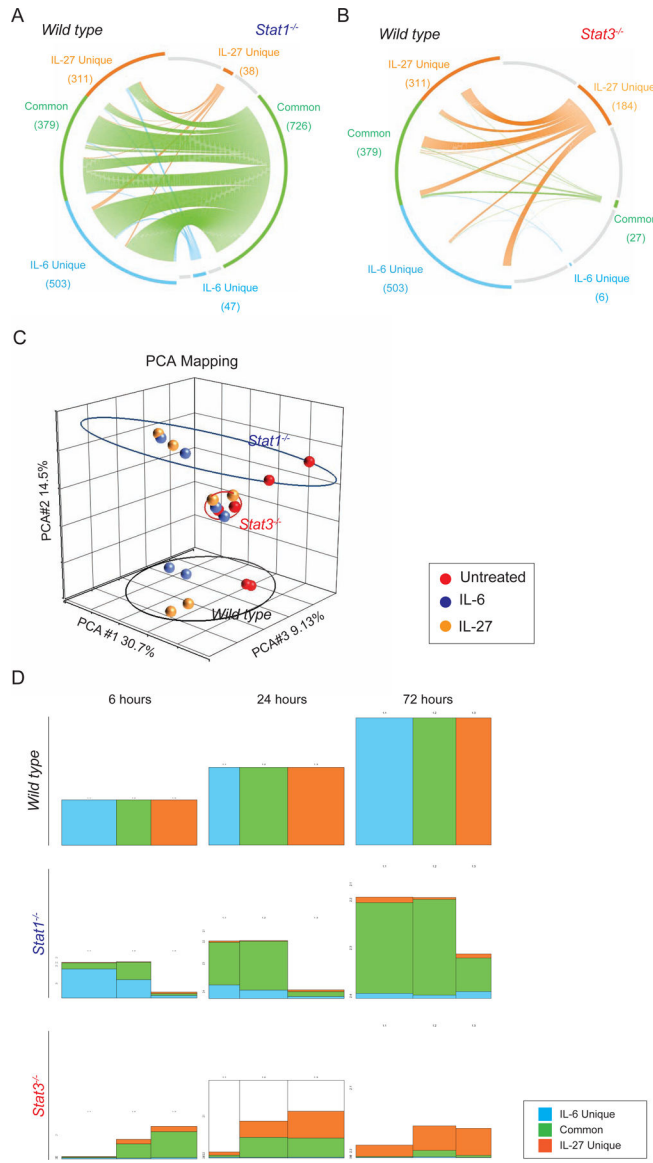 A
Wild type
Stat1-/-
IL-27 Unique
(311)
IL-27 Unique
(38)
Common
(379)
Common
(726)
IL-6 Unique
(503)
IL-6 Unique
(47)
B
Wild type
Stat3-/-
IL-27 Unique
(311)
IL-27 Unique
(184)
Common
(379)
Common
(27)
IL-6 Unique
(503)
IL-6 Unique
(6)
C
PCA Mapping
Stat1-/-
Stat3-/-
Wild type
PCA#2 14.5%
PCA #1 30.7%
PCA#3 9.13%
Untreated
IL-6
IL-27
D
6 hours
24 hours
72 hours
Wild type
Stat1-/-
Stat3-/-
IL-6 Unique
Common
IL-27 Unique